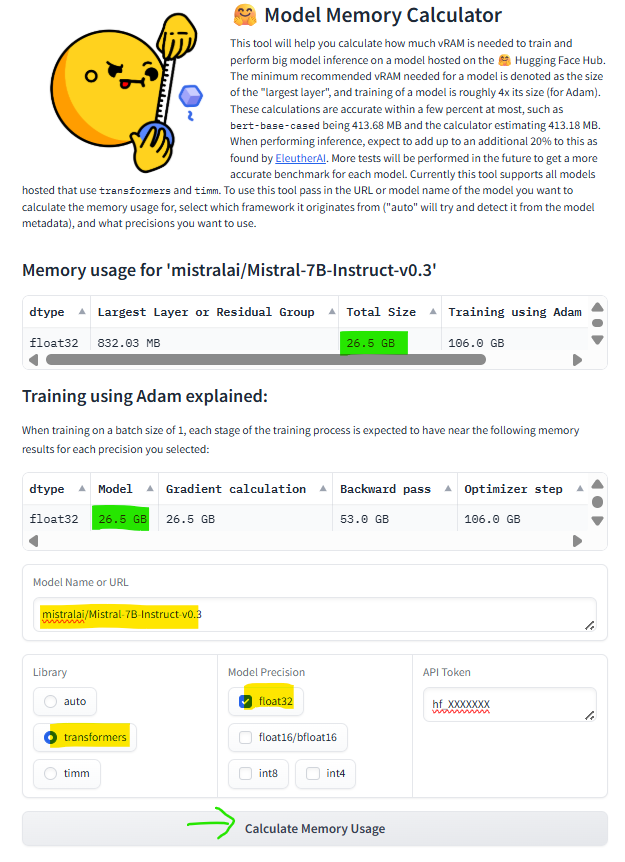 🤗 Model Memory Calculator
This tool will help you calculate how much vRAM is needed to train and
perform big model inference on a model hosted on the 🤗 Hugging Face Hub.
The minimum recommended vRAM needed for a model is denoted as the size
of the "largest layer", and training of a model is roughly 4x its size (for Adam).
These calculations are accurate within a few percent at most, such as
bert-base-cased being 413.68 MB and the calculator estimating 413.18 MB.
When performing inference, expect to add up to an additional 20% to this as
found by EleutherAI. More tests will be performed in the future to get a more
accurate benchmark for each model. Currently this tool supports all models
hosted that use transformers and timm. To use this tool pass in the URL or model name of the model you want to
calculate the memory usage for, select which framework it originates from ("auto" will try and detect it from the model
metadata), and what precisions you want to use.
Memory usage for 'mistralai/Mistral-7B-Instruct-v0.3'
dtype Largest Layer or Residual Group Total Size Training using Adam
float32 832.03 MB 26.5 GB 106.0 GB
Training using Adam explained:
When training on a batch size of 1, each stage of the training process is expected to have near the following memory
results for each precision you selected:
dtype Model Gradient calculation Backward pass Optimizer step
float32 26.5 GB 26.5 GB 53.0 GB 106.0 GB
Model Name or URL
mistralai/Mistral-7B-Instruct-v0.3
Library Model Precision API Token
auto float32 hf_XXXXXXX
transformers float16/bfloat16
timm int8 int4
Calculate Memory Usage